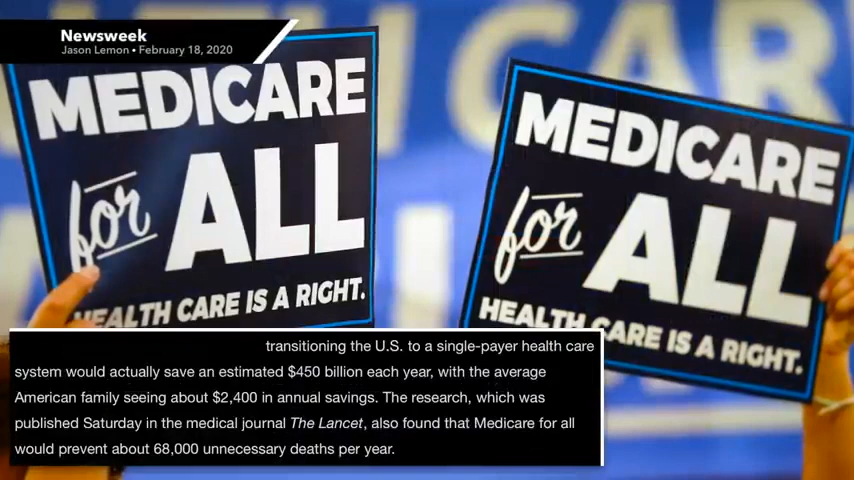 Newsweek
Jason Lemon • February 18, 2020
MEDICARE
for ALL
HEALTH CARE IS A RIGHT.
MEDICARE
for ALL
HEALTH CARE IS A RIGHT.
transitioning the U.S. to a single-payer health care
system would actually save an estimated $450 billion each year, with the average
American family seeing about $2,400 in annual savings. The research, which was
published Saturday in the medical journal The Lancet, also found that Medicare for all
would prevent about 68,000 unnecessary deaths per year.